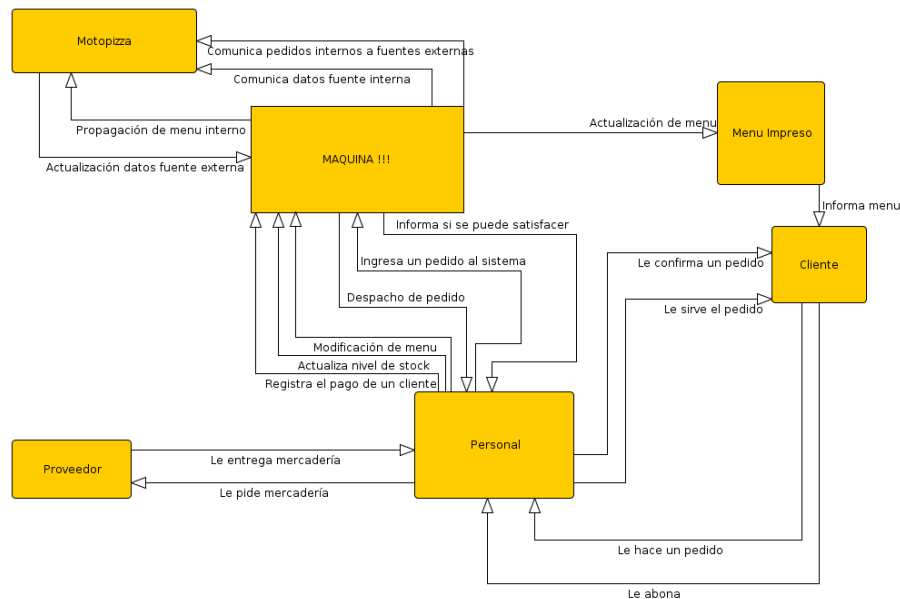 Motopizza
Comunica pedidos internos a fuentes externas
Comunica datos fuente interna
Propagación de menu interno
Actualización datos fuente externa
MAQUINA !!!
Actualización de menu
Menu Impreso
Informa menu
Informa si se puede satisfacer
Ingresa un pedido al sistema
Le confirma un pedido
Cliente
Despacho de pedido
Le sirve el pedido
Modificación de menu
Actualiza nivel de stock
Registra el pago de un cliente
Personal
Proveedor
Le entrega mercadería
Le pide mercadería
Le hace un pedido
Le abona